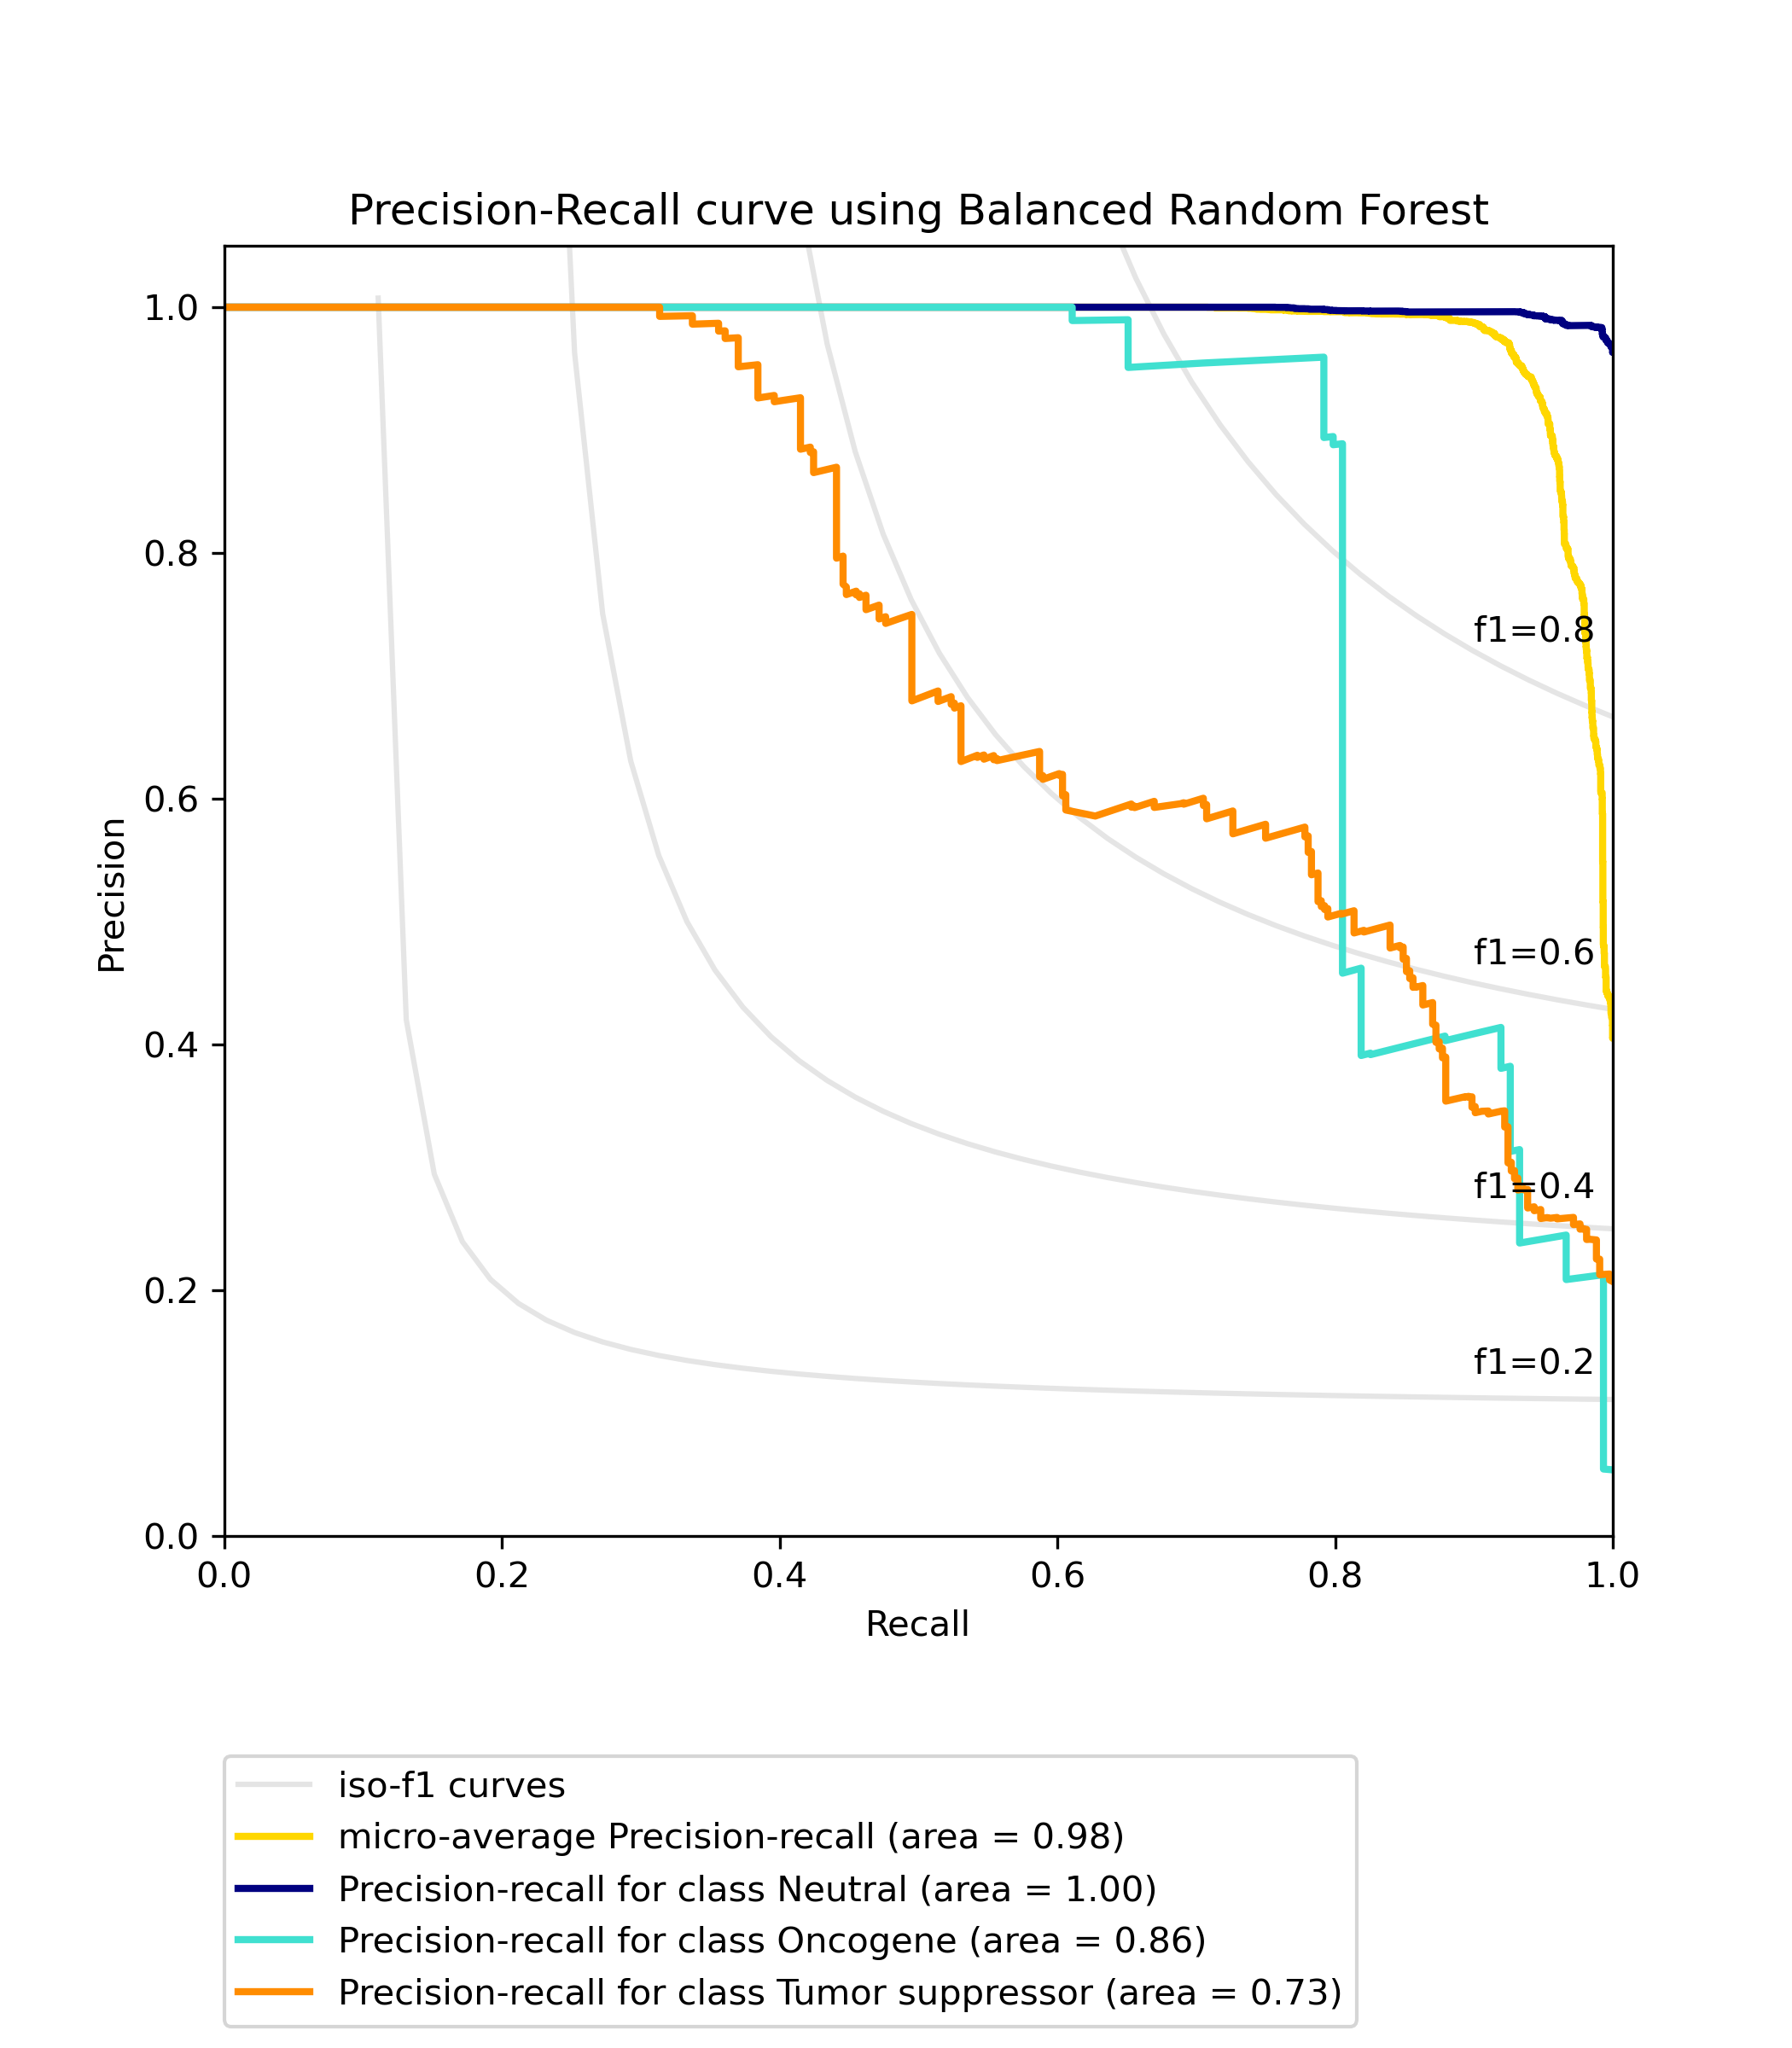 Precision-Recall curve using Balanced Random Forest
1.0
0.8
0.6
0.4
0.2
0.0
Precision
f1=0.8
f1=0.6
f1=0.4
f1=0.2
0.0 0.2 0.4 0.6 0.8 1.0
Recall
iso-f1 curves
micro-average Precision-recall (area = 0.98)
Precision-recall for class Neutral (area = 1.00)
Precision-recall for class Oncogene (area = 0.86)
Precision-recall for class Tumor suppressor (area = 0.73)